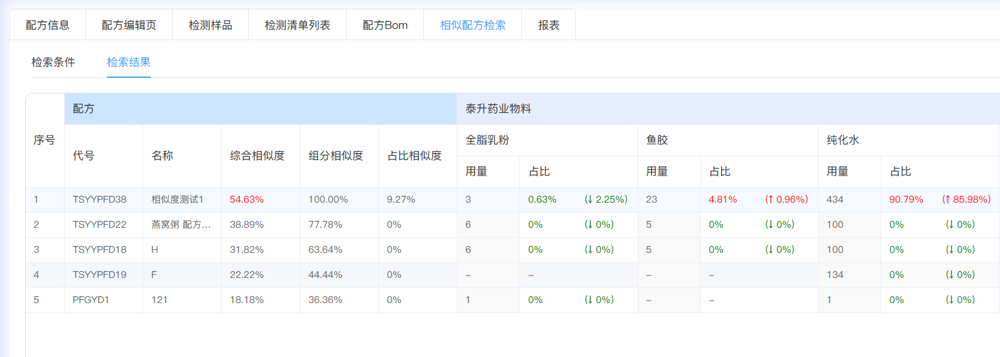 配方信息 配方编辑页 检测样品 检测清单列表 配方Bom 相似配方检索 报表
检索条件 检索结果
配方 泰升药业物料
序号 全脂乳粉 鱼胶 纯化水
代号 名称 综合相似度 组分相似度 占比相似度
用量 占比 用量 占比 用量 占比
1 TSYYPFD38 相似度测试1 54.63% 100.00% 9.27% 3 0.63% (↓ 2.25%) 23 4.81% (↑ 0.96%) 434 90.79% (↑ 85.98%)
2 TSYYPFD22 燕窝粥 配方... 38.89% 77.78% 0% 6 0% (↓ 0%) 5 0% (↓ 0%) 100 0% (↓ 0%)
3 TSYYPFD18 H 31.82% 63.64% 0% 6 0% (↓ 0%) 5 0% (↓ 0%) 100 0% (↓ 0%)
4 TSYYPFD19 F 22.22% 44.44% 0% – – – – 134 0% (↓ 0%)
5 PFGYD1 121 18.18% 36.36% 0% 1 0% (↓ 0%) – – 1 0% (↓ 0%)